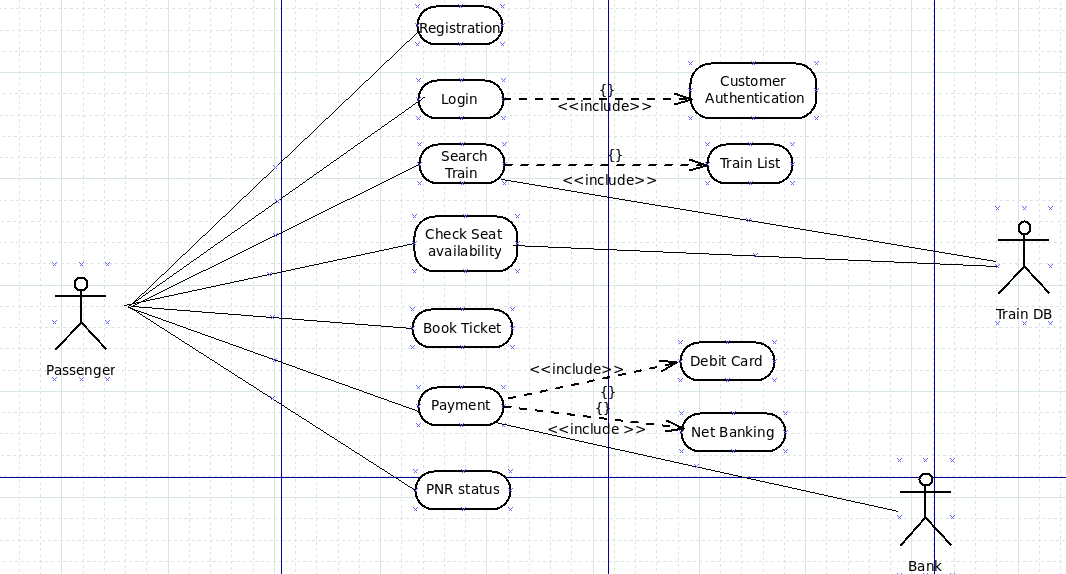 Registration
Login
{}
<<include>>
Customer
Authentication
Search
Train
{}
<<include>>
Train List
Check Seat
availability
Train DB
Passenger
Book Ticket
Payment
<<include>>
{}
{}
<<include >>
Debit Card
Net Banking
PNR status
Bank